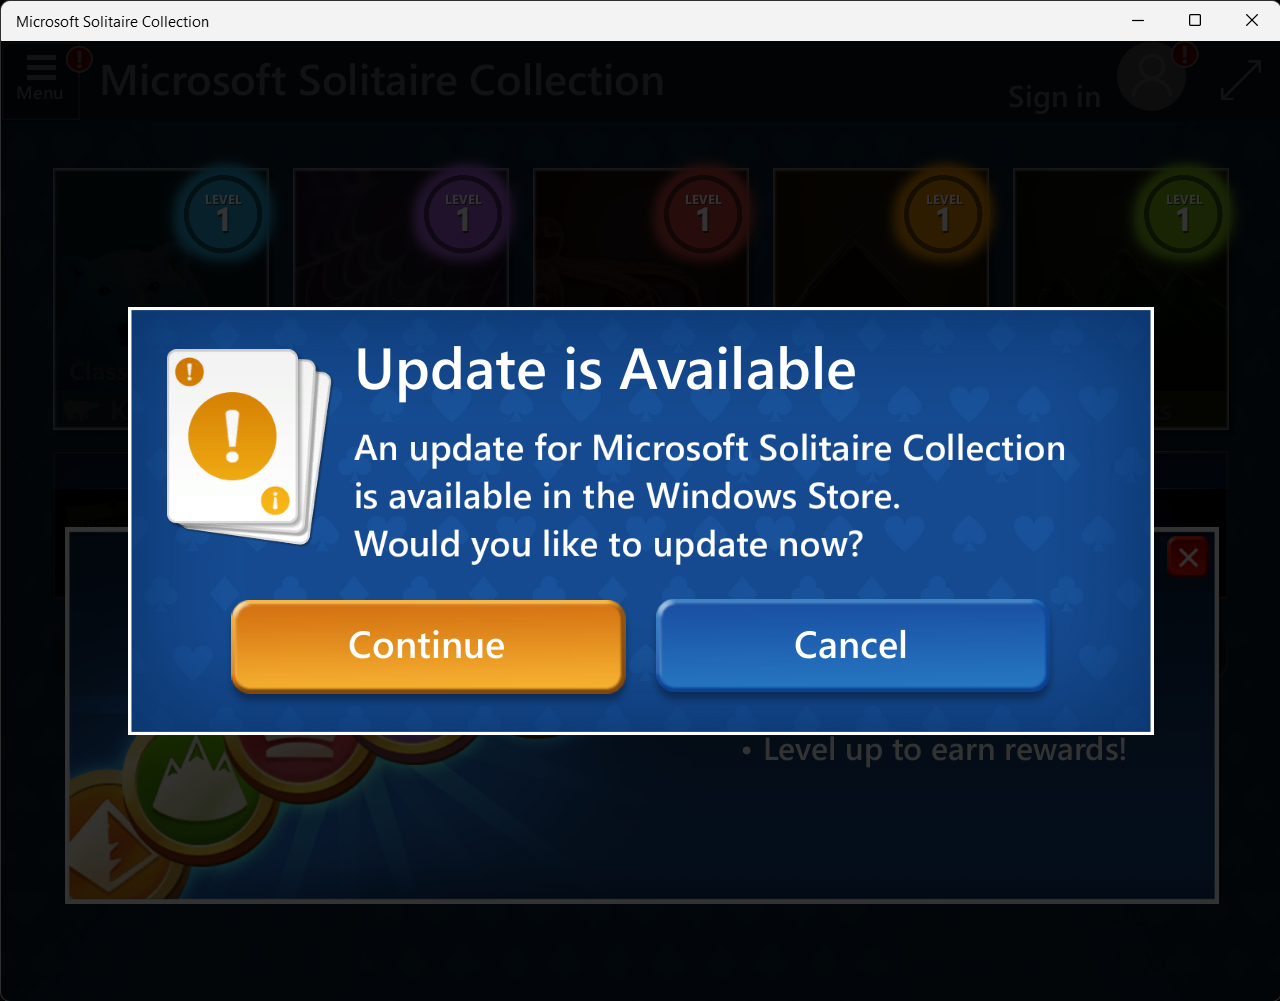 Microsoft Solitaire Collection
Menu
Microsoft Solitaire Collection
Sign in
LEVEL
1
LEVEL
1
LEVEL
1
LEVEL
1
LEVEL
1
Update is Available
An update for Microsoft Solitaire Collection
is available in the Windows Store.
Would you like to update now?
Continue
Cancel
• Level up to earn rewards!